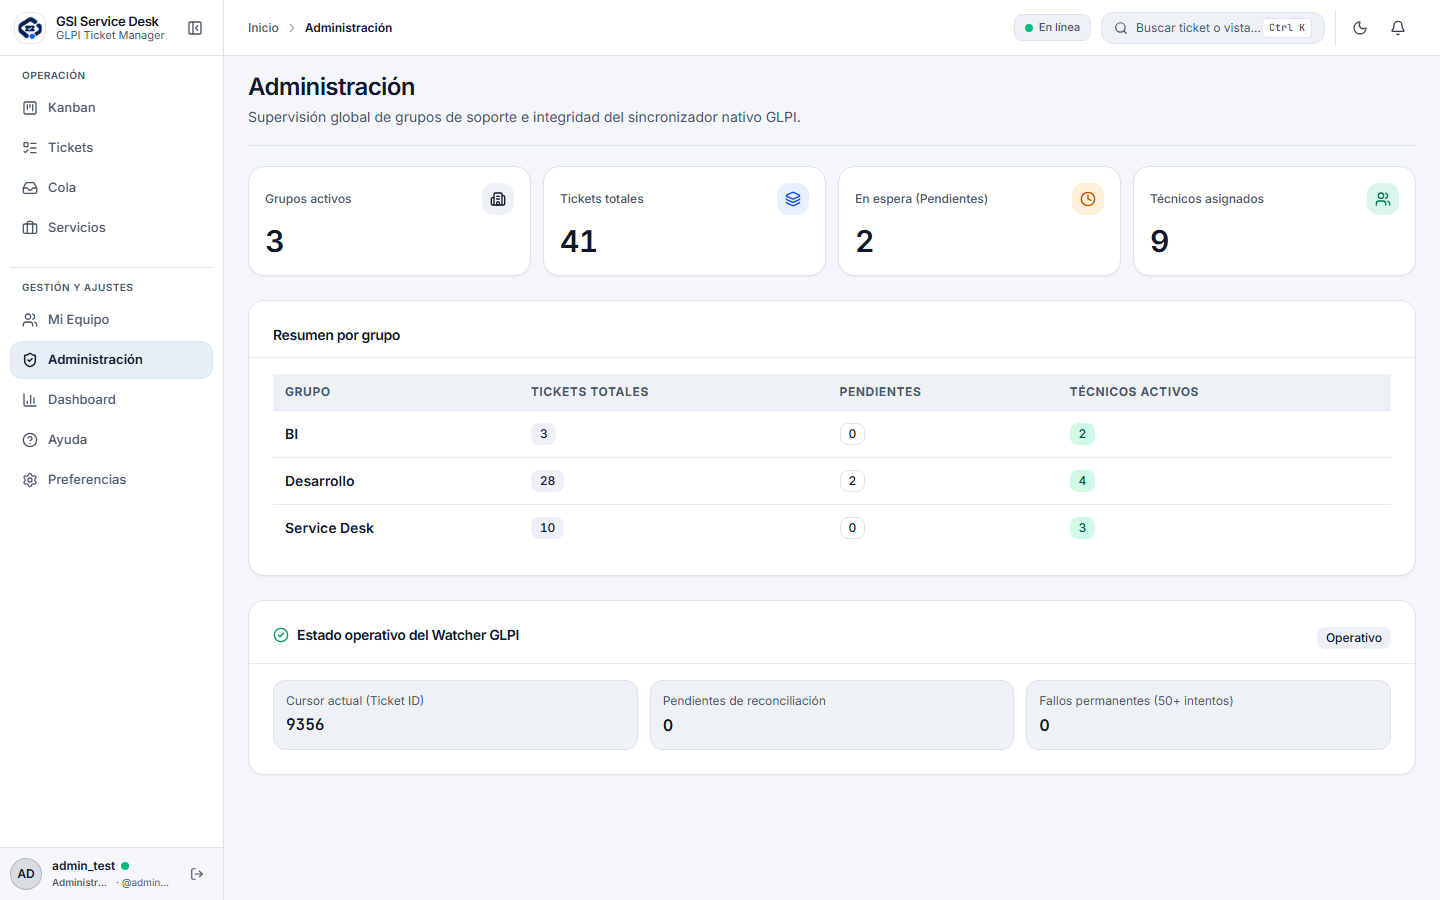 GSI Service Desk
GLPI Ticket Manager
OPERACIÓN
Kanban
Tickets
Cola
Servicios
GESTIÓN Y AJUSTES
Mi Equipo
Administración
Dashboard
Ayuda
Preferencias
AD
admin_test
Administr... · @admin...
Inicio > Administración
En línea
Buscar ticket o vista... Ctrl K
Administración
Supervisión global de grupos de soporte e integridad del sincronizador nativo GLPI.
Grupos activos
3
Tickets totales
41
En espera (Pendientes)
2
Técnicos asignados
9
Resumen por grupo
GRUPO TICKETS TOTALES PENDIENTES TÉCNICOS ACTIVOS
BI 3 0 2
Desarrollo 28 2 4
Service Desk 10 0 3
Estado operativo del Watcher GLPI
Operativo
Cursor actual (Ticket ID)
9356
Pendientes de reconciliación
0
Fallos permanentes (50+ intentos)
0